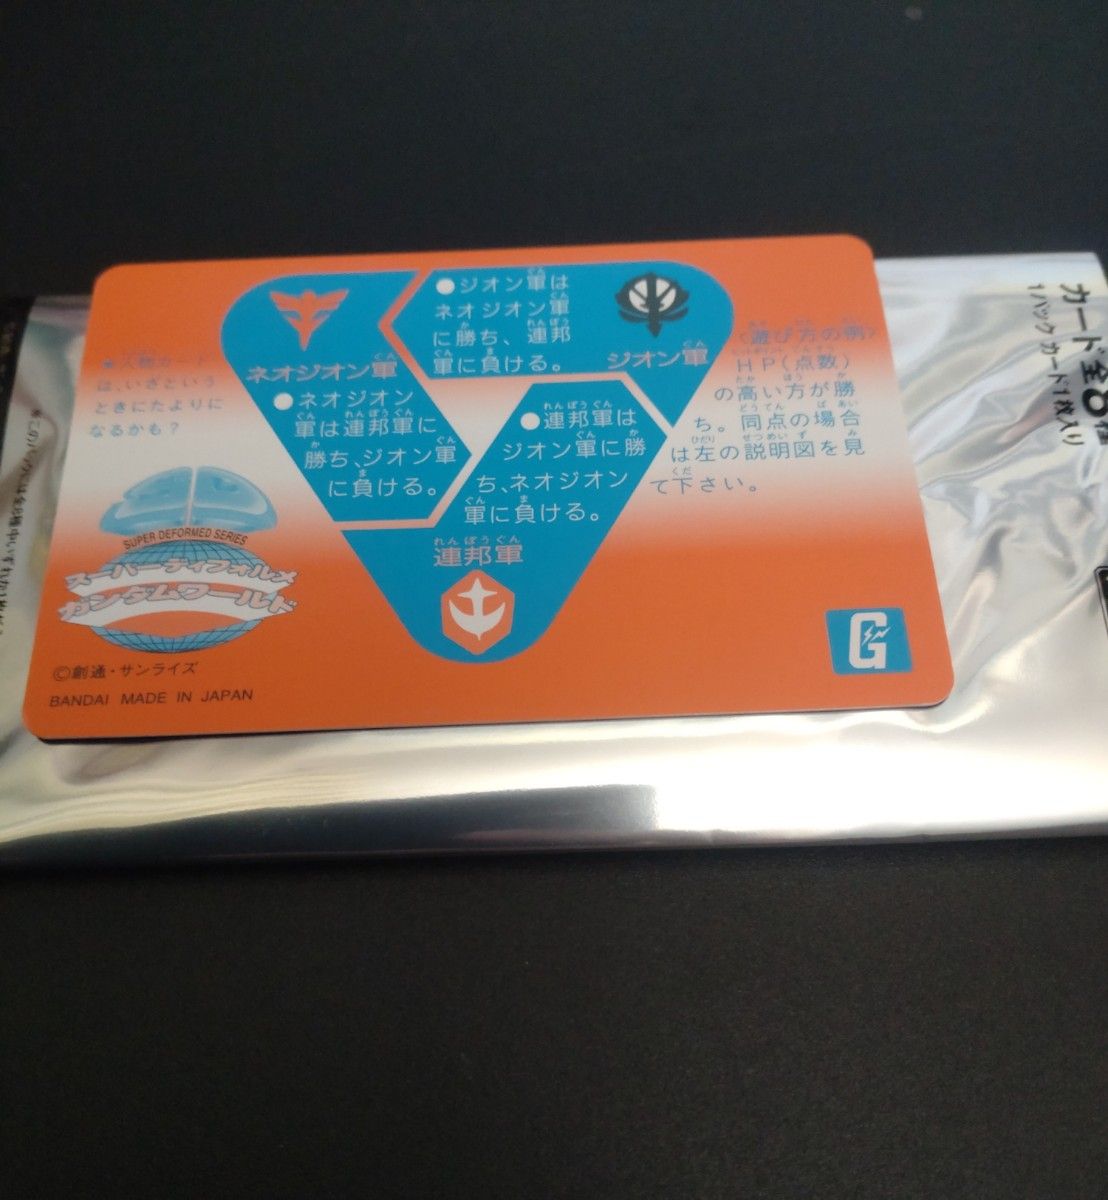 ★人物カード
は、いざという
ときにたよりに
なるかも？
ネオジオン軍
●ネオジオン
軍は連邦軍に
勝ち、ジオン軍
に負ける。
●ジオン軍は
ネオジオン軍
に勝ち、連邦
軍に負ける。
ジオン軍
●連邦軍は
ジオン軍に勝
ち、ネオジオン
軍に負ける。
連邦軍
<遊び方の例>
HP(点数)
の高い方が勝
ち。同点の場合
は左の説明図を見
て下さい。
SUPER DEFORMED SERIES
スーパーディフォルメ
ガンダムワールド
©創通・サンライズ
BANDAI MADE IN JAPAN
G
カード全8種
1パックカード1枚入り